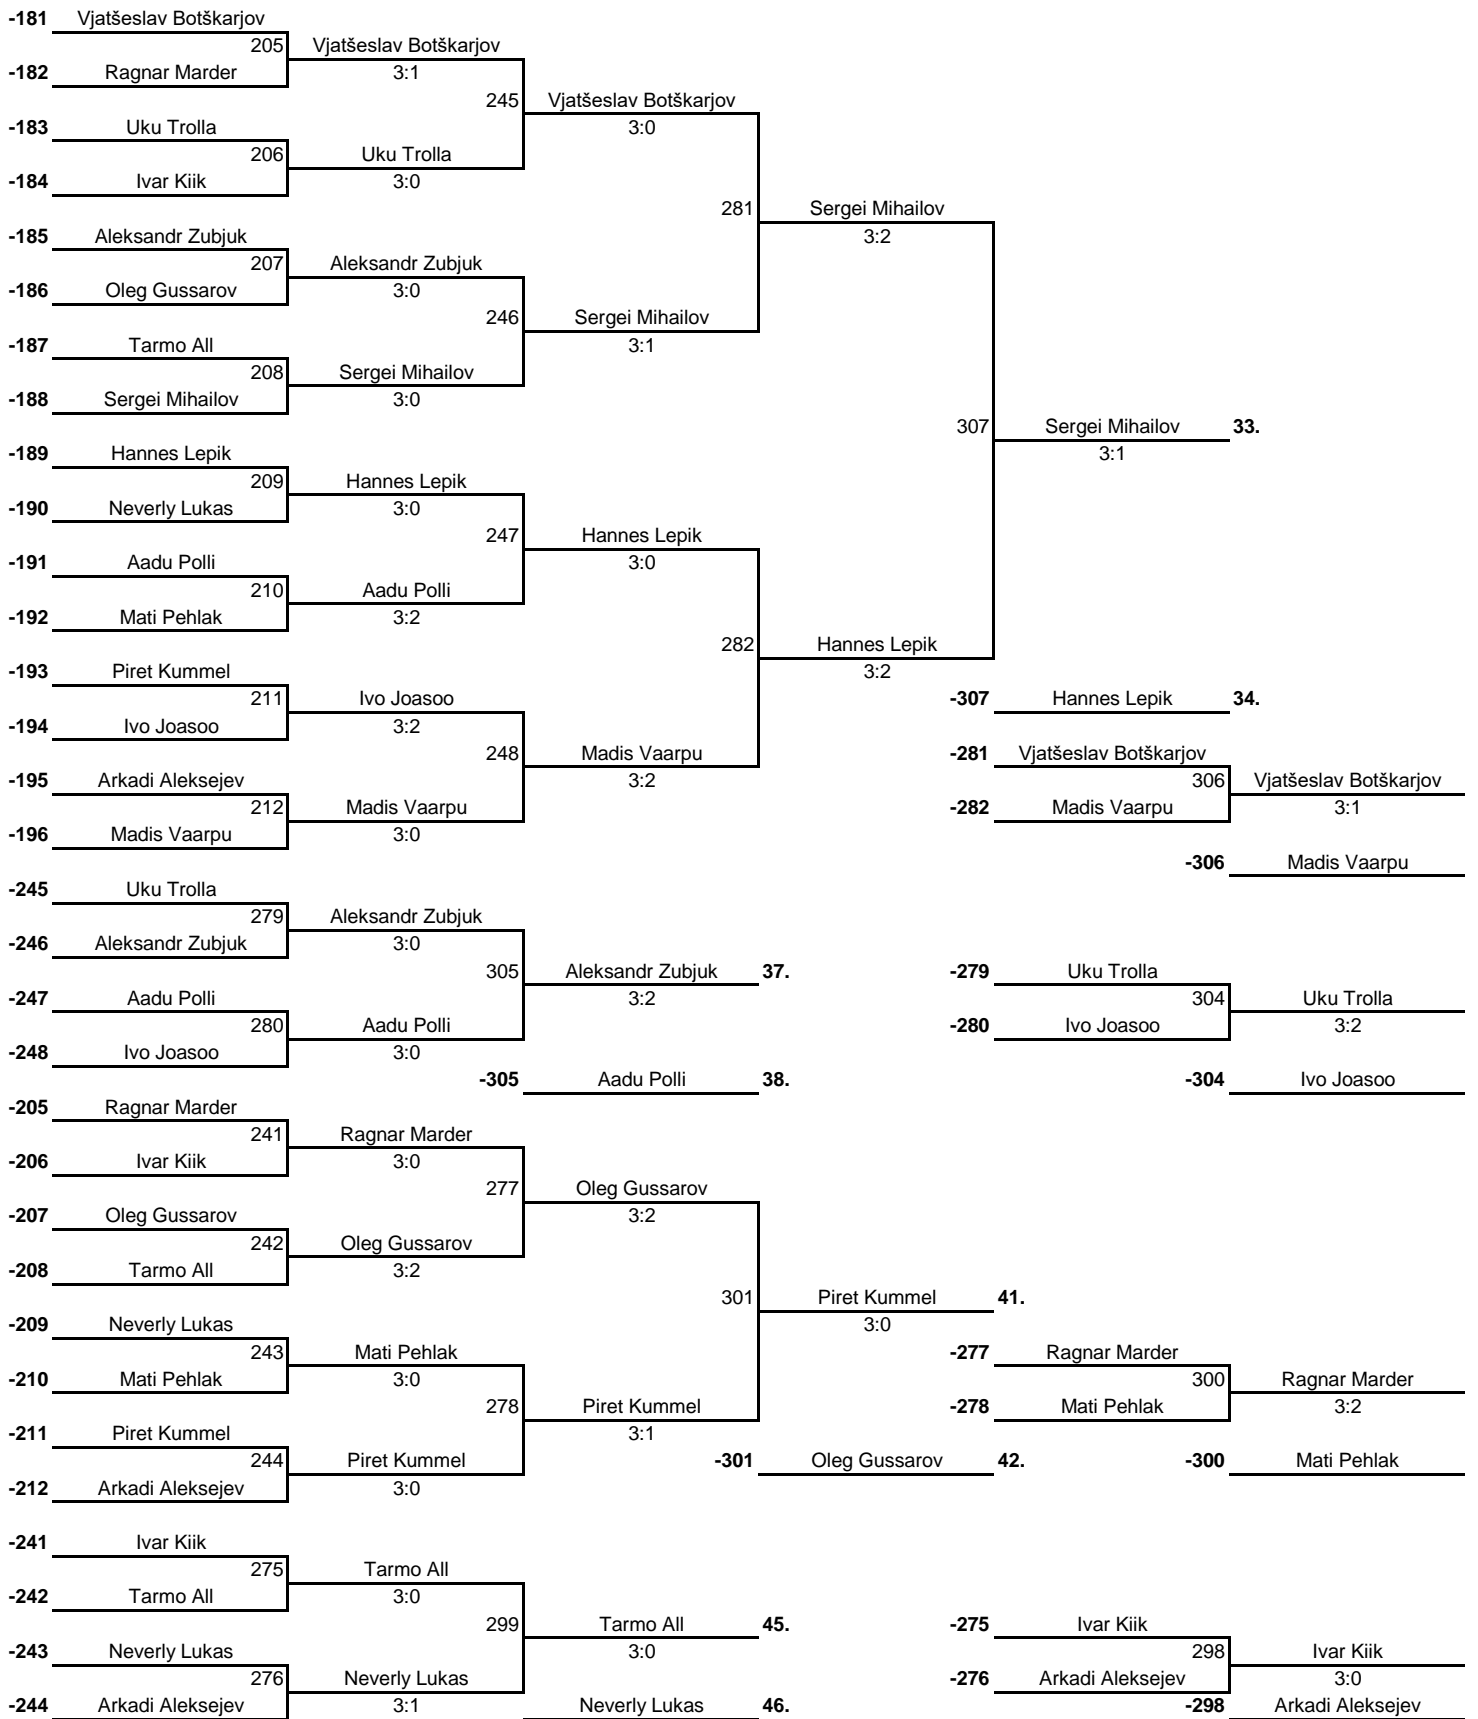 -181 Vjatšeslav Botškarjov
205 Vjatšeslav Botškarjov
-182 Ragnar Marder 3:1
245 Vjatšeslav Botškarjov
-183 Uku Trolla 3:0
206 Uku Trolla
-184 Ivar Kiik 3:0
281 Sergei Mihailov
-185 Aleksandr Zubjuk 3:2
207 Aleksandr Zubjuk
-186 Oleg Gussarov 3:0
246 Sergei Mihailov
-187 Tarmo All 3:1
208 Sergei Mihailov
-188 Sergei Mihailov 3:0
307 Sergei Mihailov 33.
-189 Hannes Lepik 3:1
209 Hannes Lepik
-190 Neverly Lukas 3:0
247 Hannes Lepik
-191 Aadu Polli 3:0
210 Aadu Polli
-192 Mati Pehlak 3:2
282 Hannes Lepik
-193 Piret Kummel 3:2
211 Ivo Joasoo -307 Hannes Lepik 34.
-194 Ivo Joasoo 3:2
248 Madis Vaarpu -281 Vjatšeslav Botškarjov
-195 Arkadi Aleksejev 3:2 306 Vjatšeslav Botškarjov
212 Madis Vaarpu -282 Madis Vaarpu 3:1
-196 Madis Vaarpu 3:0
-306 Madis Vaarpu
-245 Uku Trolla
279 Aleksandr Zubjuk
-246 Aleksandr Zubjuk 3:0
305 Aleksandr Zubjuk 37. -279 Uku Trolla
-247 Aadu Polli 3:2 304 Uku Trolla
280 Aadu Polli -280 Ivo Joasoo 3:2
-248 Ivo Joasoo 3:0
-305 Aadu Polli 38. -304 Ivo Joasoo
-205 Ragnar Marder
241 Ragnar Marder
-206 Ivar Kiik 3:0
277 Oleg Gussarov
-207 Oleg Gussarov 3:2
242 Oleg Gussarov
-208 Tarmo All 3:2
301 Piret Kummel 41.
-209 Neverly Lukas 3:0
243 Mati Pehlak -277 Ragnar Marder
-210 Mati Pehlak 3:0 300 Ragnar Marder
278 Piret Kummel -278 Mati Pehlak 3:2
-211 Piret Kummel 3:1
244 Piret Kummel -301 Oleg Gussarov 42. -300 Mati Pehlak
-212 Arkadi Aleksejev 3:0
-241 Ivar Kiik
275 Tarmo All
-242 Tarmo All 3:0
299 Tarmo All 45. -275 Ivar Kiik
-243 Neverly Lukas 3:0 298 Ivar Kiik
276 Neverly Lukas -276 Arkadi Aleksejev 3:0
-244 Arkadi Aleksejev 3:1 Neverly Lukas 46. -298 Arkadi Aleksejev